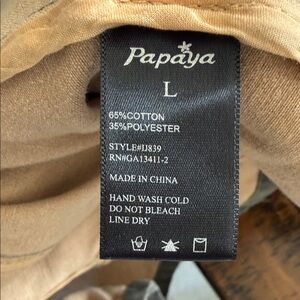 Papaya
L
65%COTTON
35%POLYESTER
STYLE#IJ839
RN#GA13411-2
MADE IN CHINA
HAND WASH COLD
DO NOT BLEACH
LINE DRY